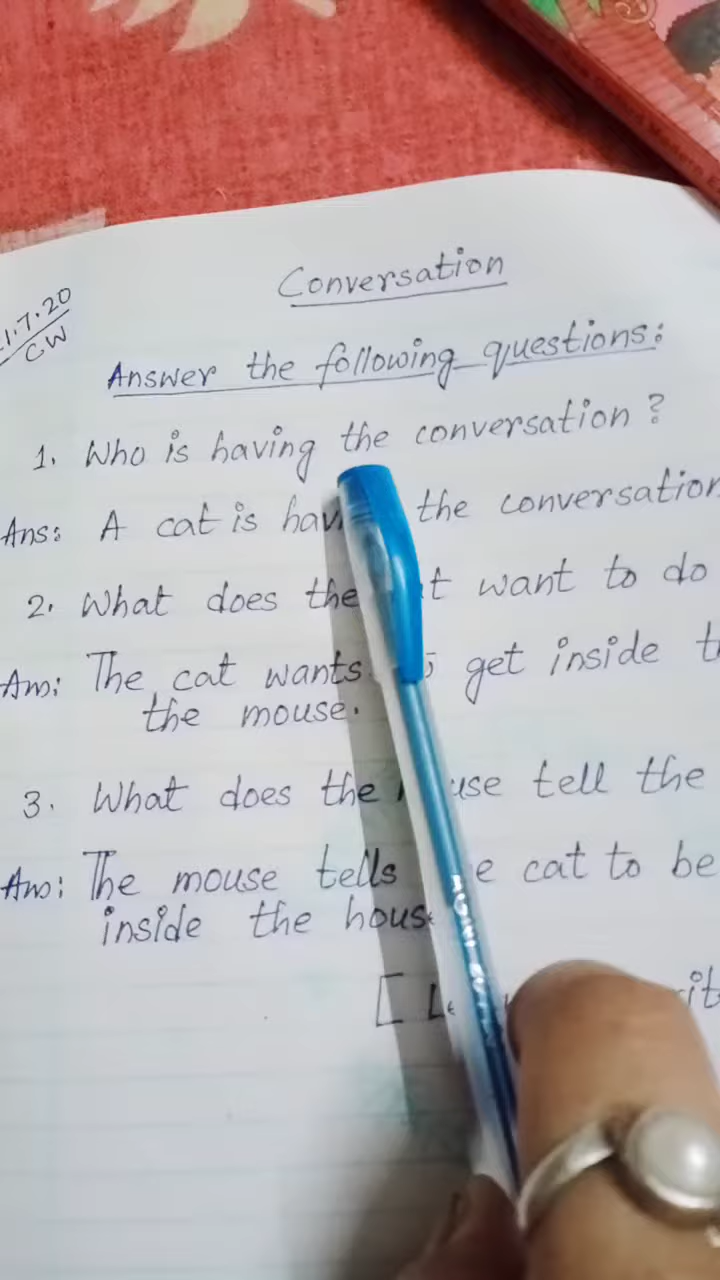 Conversation
1.7.20
CW
Answer the following questions:
1. Who is having the conversation?
Ans: A cat is hav the conversation
2. What does the t want to do
Ans: The cat wants get inside
the mouse.
3. What does the use tell the
Ans: The mouse tells e cat to be
inside the hous
[